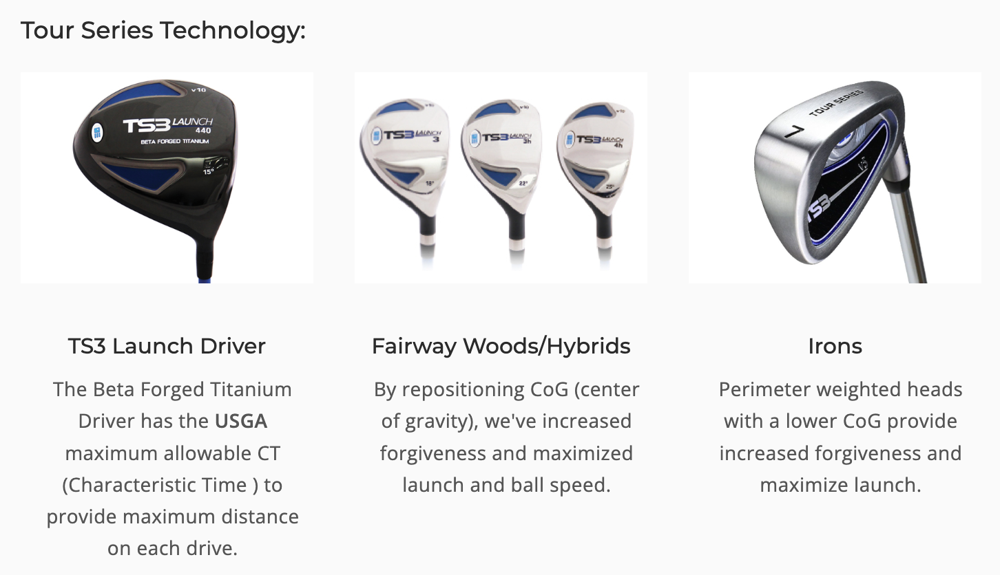 Tour Series Technology:
v10
TS3 LAUNCH
440
BETA FORGED TITANIUM
15°
v10
TS3 LAUNCH
3
18°
v10
TS3 LAUNCH
3h
22°
v10
TS3 LAUNCH
4h
25°
TOUR SERIES
7
TS3
TS3 Launch Driver
The Beta Forged Titanium
Driver has the USGA
maximum allowable CT
(Characteristic Time ) to
provide maximum distance
on each drive.
Fairway Woods/Hybrids
By repositioning CoG (center
of gravity), we've increased
forgiveness and maximized
launch and ball speed.
Irons
Perimeter weighted heads
with a lower CoG provide
increased forgiveness and
maximize launch.